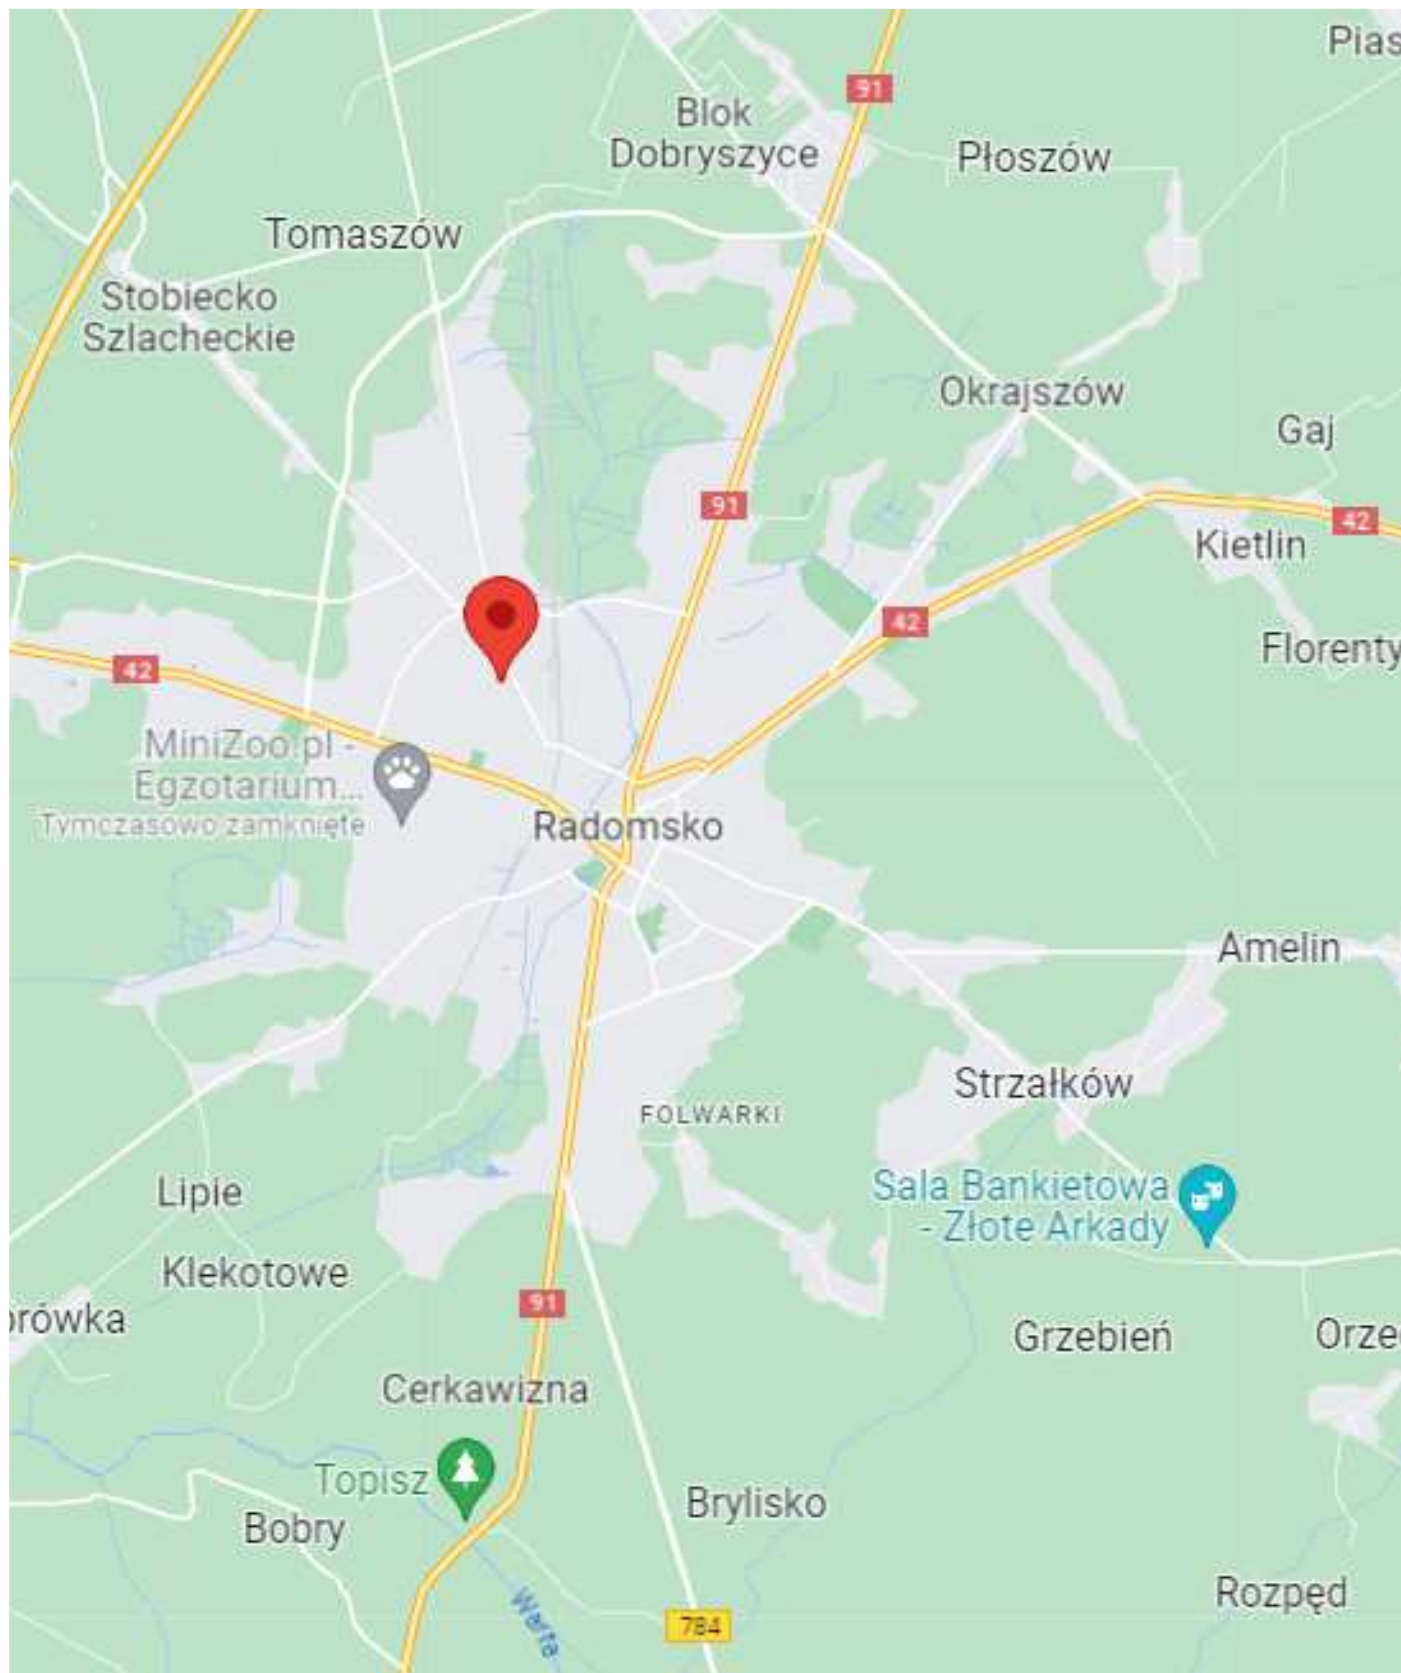 Pias
91
Blok
Dobryszyce
Płoszów
Tomaszów
Stobiecko
Szlacheckie
Okrajszów
Gaj
91
42
Kietlin
42
Florenty
42
MiniZoo.pl -
Egzotarium...
Tymczasowo zamknięte
Radomsko
Amelin
Strzałków
FOLWARKI
Lipie
Sala Bankietowa
- Złote Arkady
Klekotowe
91
orówka
Grzebień
Orze
Cerkawizna
Topisz
Brylisko
Bobry
Rozpęd
Warta
784